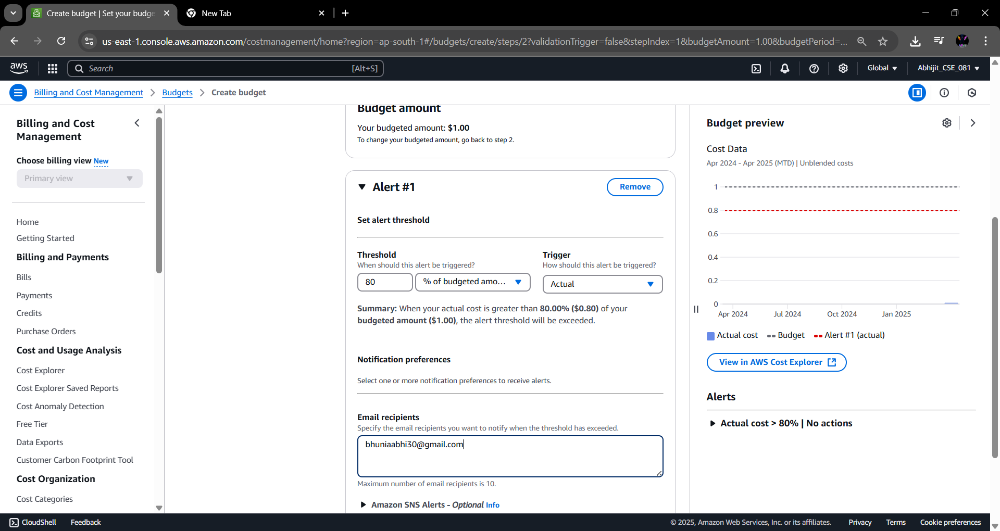 Create budget | Set your budge
New Tab
us-east-1.console.aws.amazon.com/costmanagement/home?region=ap-south-1#/budgets/create/steps/2?validationTrigger=false&stepIndex=1&budgetAmount=1.00&budgetPeriod=...
aws
Search
[Alt+S]
Global
Abhijit_CSE_081
Billing and Cost Management
Budgets
Create budget
Billing and Cost
Management
Choose billing view New
Primary view
Home
Getting Started
Billing and Payments
Bills
Payments
Credits
Purchase Orders
Cost and Usage Analysis
Cost Explorer
Cost Explorer Saved Reports
Cost Anomaly Detection
Free Tier
Data Exports
Customer Carbon Footprint Tool
Cost Organization
Cost Categories
Budget amount
Your budgeted amount: $1.00
To change your budgeted amount, go back to step 2.
Alert #1
Remove
Set alert threshold
Threshold
When should this alert be triggered?
80
% of budgeted amo...
Trigger
How should this alert be triggered?
Actual
Summary: When your actual cost is greater than 80.00% ($0.80) of your
budgeted amount ($1.00), the alert threshold will be exceeded.
Notification preferences
Select one or more notification preferences to receive alerts.
Email recipients
Specify the email recipients you want to notify when the threshold has exceeded.
bhuniaabhi30@gmail.com
Maximum number of email recipients is 10.
Amazon SNS Alerts - Optional Info
Budget preview
Cost Data
Apr 2024 - Apr 2025 (MTD) | Unblended costs
1
0.8
0.6
0.4
0.2
0
Apr 2024
Jul 2024
Oct 2024
Jan 2025
Actual cost
Budget
Alert #1 (actual)
View in AWS Cost Explorer
Alerts
Actual cost > 80% | No actions
CloudShell
Feedback
© 2025, Amazon Web Services, Inc. or its affiliates.
Privacy
Terms
Cookie preferences